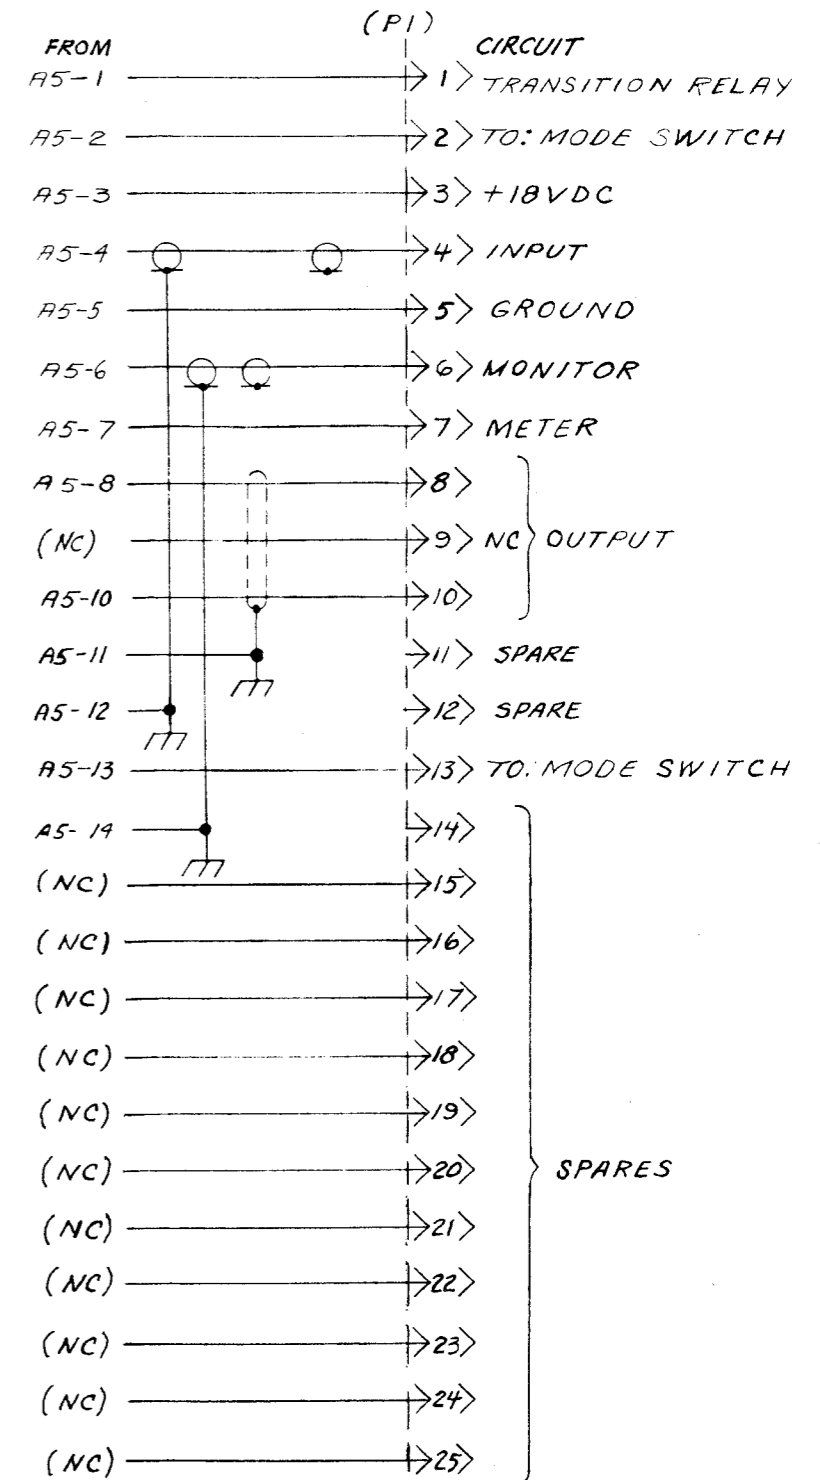 (P1)
FROM CIRCUIT
A5-1 1 TRANSITION RELAY
A5-2 2 TO: MODE SWITCH
A5-3 3 +18VDC
A5-4 4 INPUT
A5-5 5 GROUND
A5-6 6 MONITOR
A5-7 7 METER
A5-8 8
(NC) 9 NC OUTPUT
A5-10 10
A5-11 11 SPARE
A5-12 12 SPARE
A5-13 13 TO: MODE SWITCH
A5-14 14
(NC) 15
(NC) 16
(NC) 17
(NC) 18
(NC) 19
(NC) 20 SPARES
(NC) 21
(NC) 22
(NC) 23
(NC) 24
(NC) 25